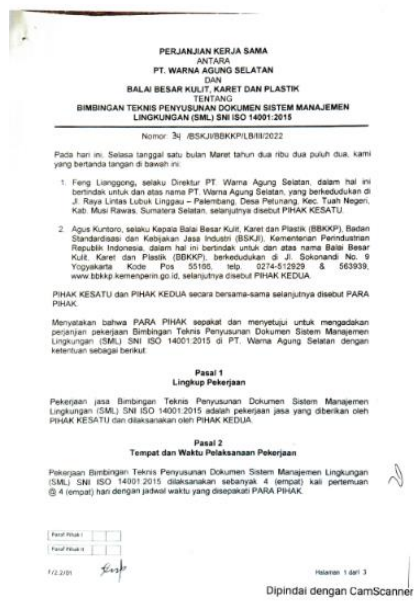 PERJANJIAN KERJA SAMA
ANTARA
PT. WARNA AGUNG SELATAN
DAN
BALAI BESAR KULIT, KARET DAN PLASTIK
TENTANG
BIMBINGAN TEKNIS PENYUSUNAN DOKUMEN SISTEM MANAJEMEN
LINGKUNGAN (SML) SNI ISO 14001:2015
Nomor: 34 /BSKJI/BBKKP/LB/III/2022
Pada hari ini, Selasa tanggal satu bulan Maret tahun dua ribu dua puluh dua, kami
yang bertanda tangan di bawah ini:
1. Feng Lianggong, selaku Direktur PT. Warna Agung Selatan, dalam hal ini
bertindak untuk dan atas nama PT. Warna Agung Selatan, yang berkedudukan di
Jl. Raya Lintas Lubuk Linggau – Palembang, Desa Petunang, Kec. Tuah Negeri,
Kab. Musi Rawas, Sumatera Selatan, selanjutnya disebut PIHAK KESATU.
2. Agus Kuntoro, selaku Kepala Balai Besar Kulit, Karet dan Plastik (BBKKP), Badan
Standardisasi dan Kebijakan Jasa Industri (BSKJI), Kementerian Perindustrian
Republik Indonesia, dalam hal ini bertindak untuk dan atas nama Balai Besar
Kulit, Karet dan Plastik (BBKKP), berkedudukan di Jl. Sokonandi No. 9
Yogyakarta Kode Pos 55166, telp. 0274-512929 & 563939,
www.bbkkp.kemenperin.go.id, selanjutnya disebut PIHAK KEDUA.
PIHAK KESATU dan PIHAK KEDUA secara bersama-sama selanjutnya disebut PARA
PIHAK.
Menyatakan bahwa PARA PIHAK sepakat dan menyetujui untuk mengadakan
perjanjian pekerjaan Bimbingan Teknis Penyusunan Dokumen Sistem Manajemen
Lingkungan (SML) SNI ISO 14001:2015 di PT. Warna Agung Selatan dengan
ketentuan sebagai berikut:
Pasal 1
Lingkup Pekerjaan
Pekerjaan jasa Bimbingan Teknis Penyusunan Dokumen Sistem Manajemen
Lingkungan (SML) SNI ISO 14001:2015 adalah pekerjaan jasa yang diberikan oleh
PIHAK KESATU dan dilaksanakan oleh PIHAK KEDUA.
Pasal 2
Tempat dan Waktu Pelaksanaan Pekerjaan
Pekerjaan Bimbingan Teknis Penyusunan Dokumen Sistem Manajemen Lingkungan
(SML) SNI ISO 14001:2015 dilaksanakan sebanyak 4 (empat) kali pertemuan
@ 4 (empat) hari dengan jadwal waktu yang disepakati PARA PIHAK.
Paraf Pihak I
Paraf Pihak II
F/2.2/01
Halaman 1 dari 3
Dipindai dengan CamScanner